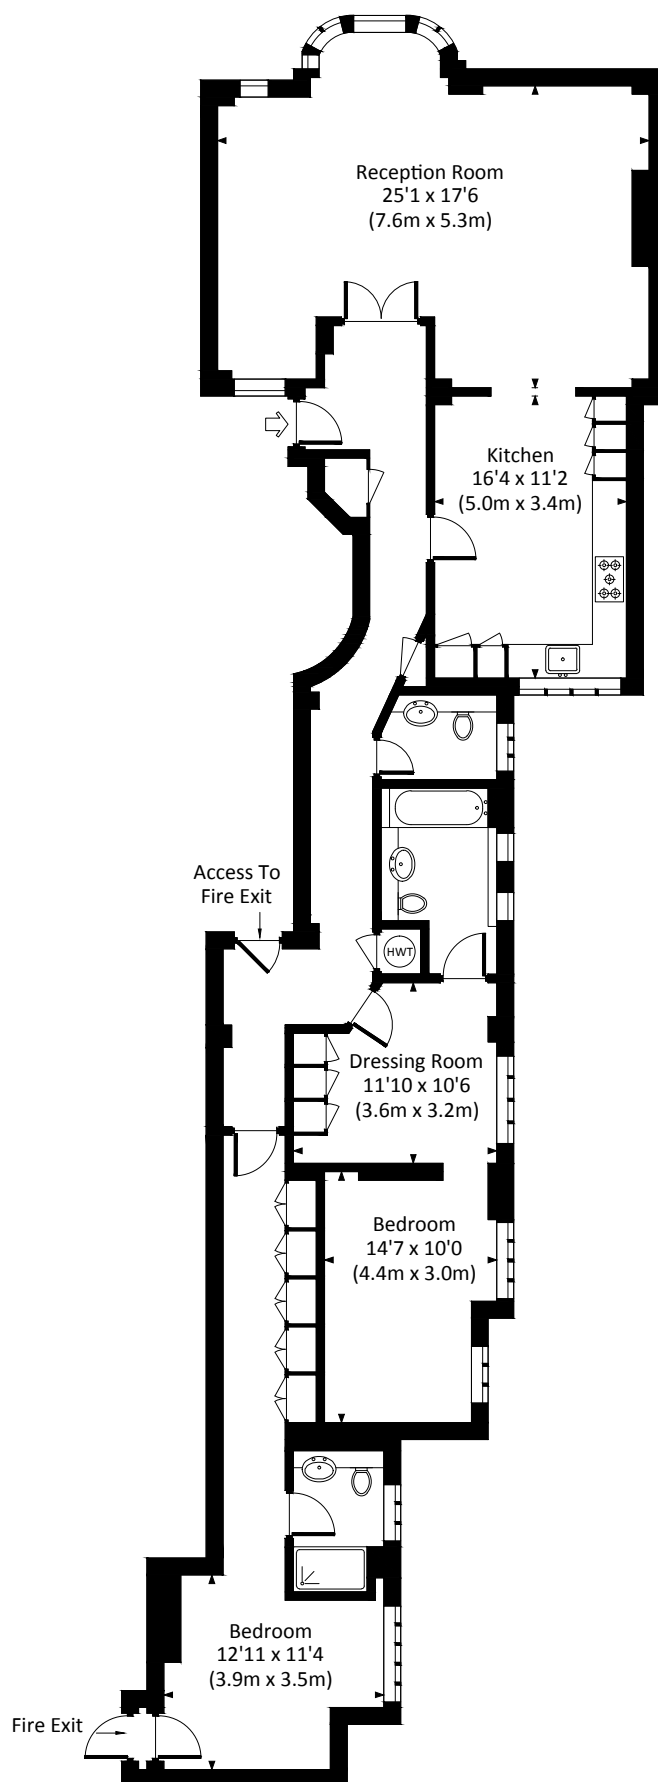 Reception Room
25'1 x 17'6
(7.6m x 5.3m)
Kitchen
16'4 x 11'2
(5.0m x 3.4m)
Access To
Fire Exit
HWT
Dressing Room
11'10 x 10'6
(3.6m x 3.2m)
Bedroom
14'7 x 10'0
(4.4m x 3.0m)
Bedroom
12'11 x 11'4
(3.9m x 3.5m)
Fire Exit